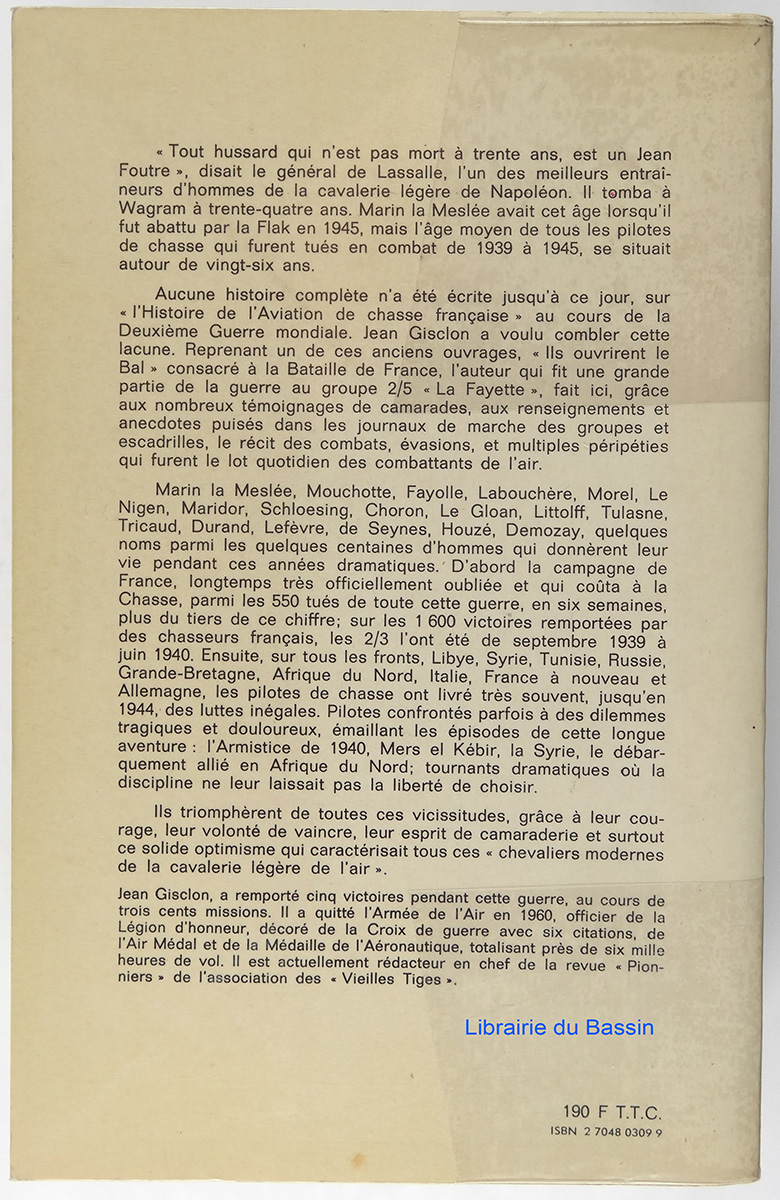 « Tout hussard qui n'est pas mort à trente ans, est un Jean
Foutre », disait le général de Lassalle, l'un des meilleurs entraî-
neurs d'hommes de la cavalerie légère de Napoléon. Il tomba à
Wagram à trente-quatre ans. Marin la Meslée avait cet âge lorsqu'il
fut abattu par la Flak en 1945, mais l'âge moyen de tous les pilotes
de chasse qui furent tués en combat de 1939 à 1945, se situait
autour de vingt-six ans.
Aucune histoire complète n'a été écrite jusqu'à ce jour, sur
« l'Histoire de l'Aviation de chasse française » au cours de la
Deuxième Guerre mondiale. Jean Gisclon a voulu combler cette
lacune. Reprenant un de ces anciens ouvrages, « Ils ouvrirent le
Bal » consacré à la Bataille de France, l'auteur qui fit une grande
partie de la guerre au groupe 2/5 « La Fayette », fait ici, grâce
aux nombreux témoignages de camarades, aux renseignements et
anecdotes puisés dans les journaux de marche des groupes et
escadrilles, le récit des combats, évasions, et multiples péripéties
qui furent le lot quotidien des combattants de l'air.
Marin la Meslée, Mouchotte, Fayolle, Labouchère, Morel, Le
Nigen, Maridor, Schloesing, Choron, Le Gloan, Littolff, Tulasne,
Tricaud, Durand, Lefèvre, de Seynes, Houzé, Demozay, quelques
noms parmi les quelques centaines d'hommes qui donnèrent leur
vie pendant ces années dramatiques. D'abord la campagne de
France, longtemps très officiellement oubliée et qui coûta à la
Chasse, parmi les 550 tués de toute cette guerre, en six semaines,
plus du tiers de ce chiffre; sur les 1 600 victoires remportées par
des chasseurs français, les 2/3 l'ont été de septembre 1939 à
juin 1940. Ensuite, sur tous les fronts, Libye, Syrie, Tunisie, Russie,
Grande-Bretagne, Afrique du Nord, Italie, France à nouveau et
Allemagne, les pilotes de chasse ont livré très souvent, jusqu'en
1944, des luttes inégales. Pilotes confrontés parfois à des dilemmes
tragiques et douloureux, émaillant les épisodes de cette longue
aventure : l'Armistice de 1940, Mers el Kébir, la Syrie, le débar-
quement allié en Afrique du Nord; tournants dramatiques où la
discipline ne leur laissait pas la liberté de choisir.
Ils triomphèrent de toutes ces vicissitudes, grâce à leur cou-
rage, leur volonté de vaincre, leur esprit de camaraderie et surtout
ce solide optimisme qui caractérisait tous ces « chevaliers modernes
de la cavalerie légère de l'air ».
Jean Gisclon, a remporté cinq victoires pendant cette guerre, au cours de
trois cents missions. Il a quitté l'Armée de l'Air en 1960, officier de la
Légion d'honneur, décoré de la Croix de guerre avec six citations, de
l'Air Médal et de la Médaille de l'Aéronautique, totalisant près de six mille
heures de vol. Il est actuellement rédacteur en chef de la revue « Pion-
niers » de l'association des « Vieilles Tiges ».
Librairie du Bassin
190 F T.T.C.
ISBN 2 7048 0309 9